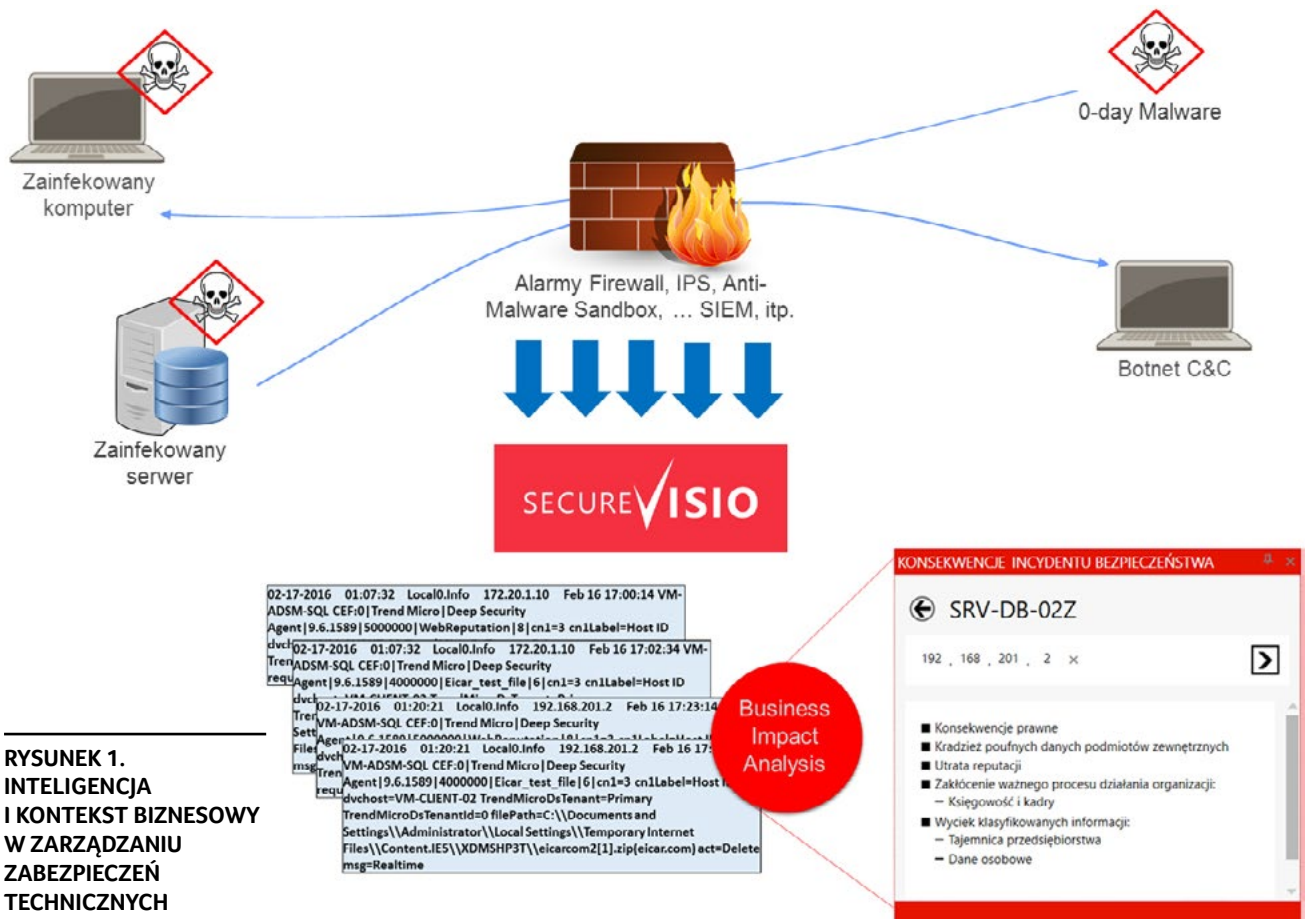 0-day Malware
Zainfekowany
komputer
Alarmy Firewall, IPS, Anti-
Malware Sandbox, ... SIEM, itp.
Botnet C&C
Zainfekowany
serwer
SECUREVISIO
02-17-2016 01:07:32 Local0.Info 172.20.1.10 Feb 16 17:00:14 VM-
ADSM-SQL CEF:0|Trend Micro|Deep Security
Agent|9.6.1589|5000000|WebReputation|8|cn1=3 cn1Label=Host ID
02-17-2016 01:07:32 Local0.Info 172.20.1.10 Feb 16 17:02:34 VM-
ADSM-SQL CEF:0|Trend Micro|Deep Security
Agent|9.6.1589|4000000|Eicar_test_file|6|cn1=3 cn1Label=Host ID
02-17-2016 01:20:21 Local0.Info 192.168.201.2 Feb 16 17:23:14
VM-ADSM-SQL CEF:0|Trend Micro|Deep Security
02-17-2016 01:20:21 Local0.Info 192.168.201.2 Feb 16
VM-ADSM-SQL CEF:0|Trend Micro|Deep Security
Agent|9.6.1589|4000000|Eicar_test_file|6|cn1=3 cn1Label=Host
dvchost=VM-CLIENT-02 TrendMicroDsTenant=Primary
TrendMicroDsTenantId=0 filePath=C:\\Documents and
Settings\\Administrator\\Local Settings\\Temporary Internet
Files\\Content.IE5\\XDMSHP3T\\eicarcom2[1].zip(eicar.com) act=Delete
msg=Realtime
Business
Impact
Analysis
KONSEKWENCJE INCYDENTU BEZPIECZEŃSTWA
SRV-DB-02Z
192 . 168 . 201 . 2 ×
■ Konsekwencje prawne
■ Kradzież poufnych danych podmiotów zewnętrznych
■ Utrata reputacji
■ Zakłócenie ważnego procesu działania organizacji:
– Księgowość i kadry
■ Wyciek klasyfikowanych informacji:
– Tajemnica przedsiębiorstwa
– Dane osobowe
RYSUNEK 1.
INTELIGENCJA
I KONTEKST BIZNESOWY
W ZARZĄDZANIU
ZABEZPIECZEŃ
TECHNICZNYCH